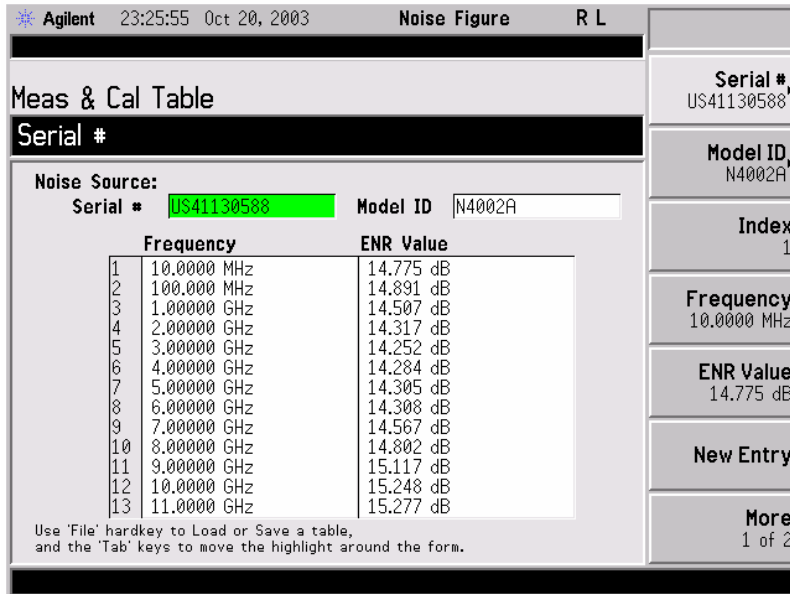 Agilent 23:25:55 Oct 20, 2003 Noise Figure R L
Meas & Cal Table
Serial #
Noise Source:
Serial # US41130588 Model ID N4002A
Frequency ENR Value
1 10.0000 MHz 14.775 dB
2 100.000 MHz 14.891 dB
3 1.00000 GHz 14.507 dB
4 2.00000 GHz 14.317 dB
5 3.00000 GHz 14.252 dB
6 4.00000 GHz 14.284 dB
7 5.00000 GHz 14.305 dB
8 6.00000 GHz 14.308 dB
9 7.00000 GHz 14.567 dB
10 8.00000 GHz 14.802 dB
11 9.00000 GHz 15.117 dB
12 10.0000 GHz 15.248 dB
13 11.0000 GHz 15.277 dB
Use 'File' hardkey to Load or Save a table,
and the 'Tab' keys to move the highlight around the form.
Serial #
US41130588
Model ID
N4002A
Index
1
Frequency
10.0000 MHz
ENR Value
14.775 dB
New Entry
More
1 of 2